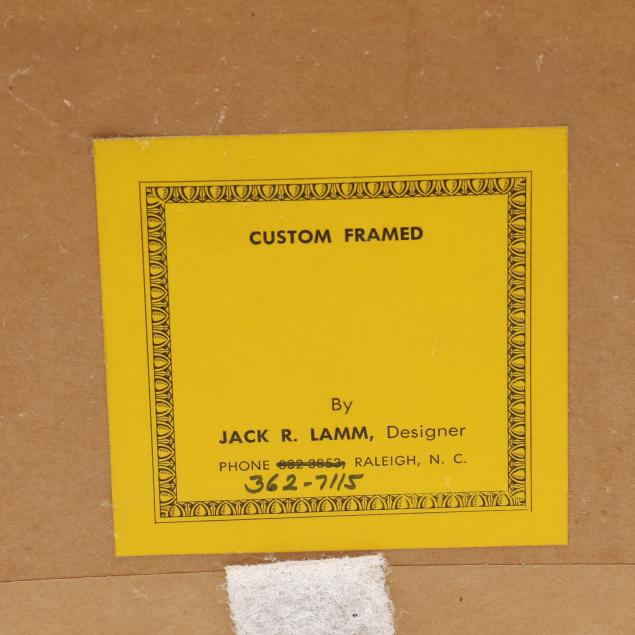 CUSTOM FRAMED
By
JACK R. LAMM, Designer
PHONE 832-3853, RALEIGH, N. C.
362-7115